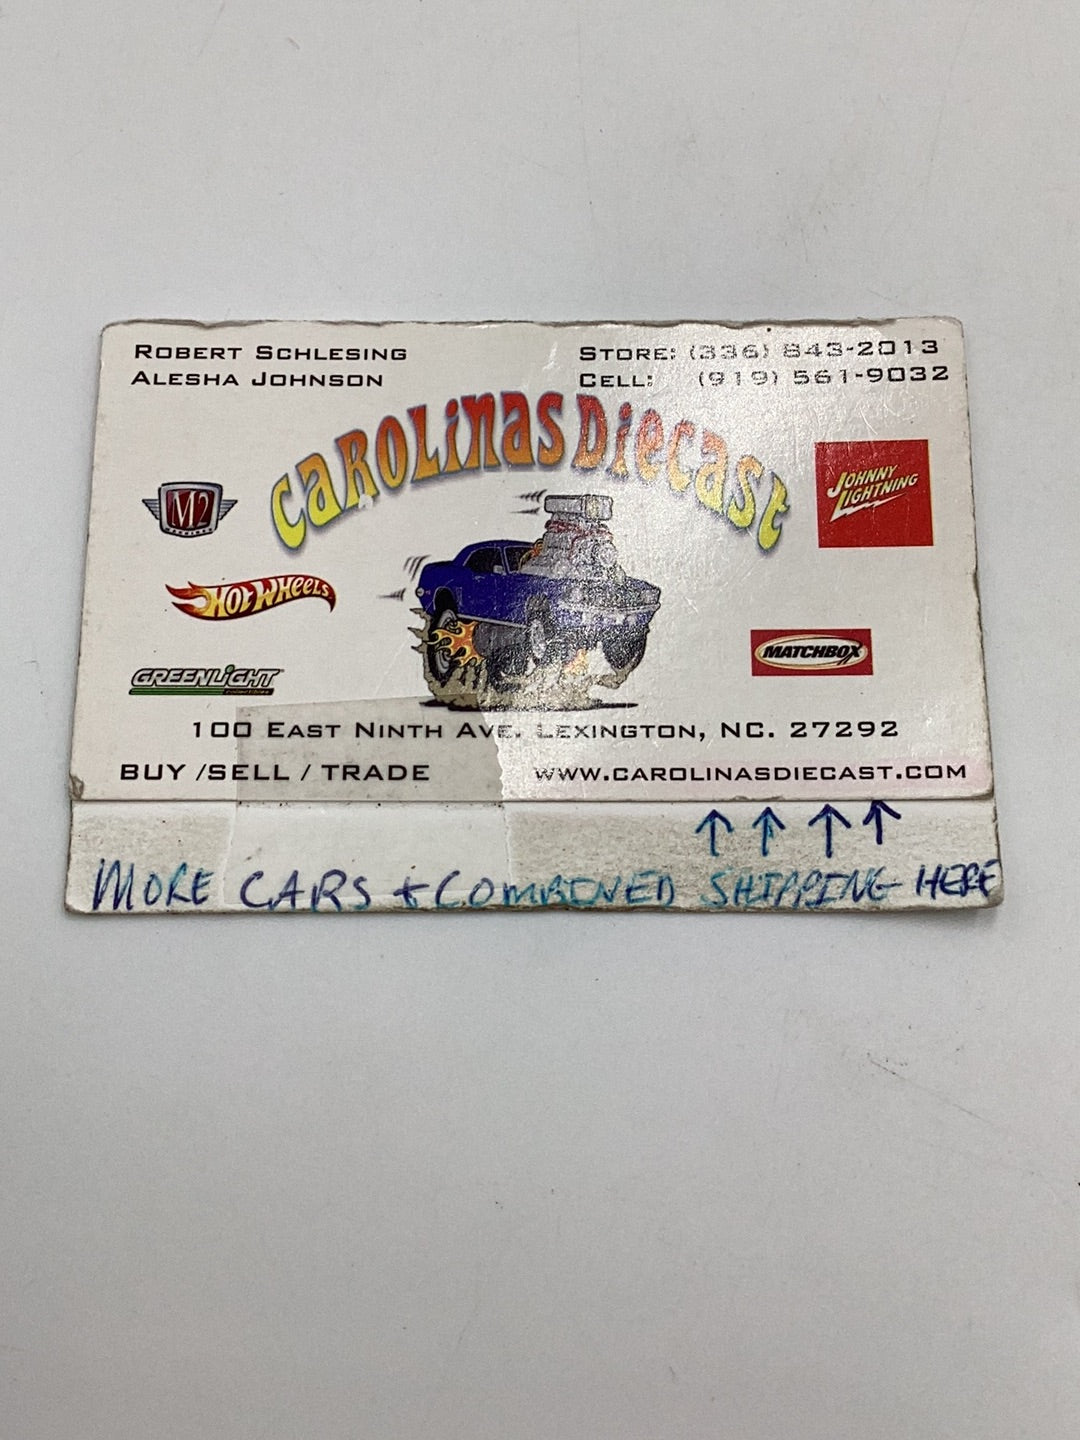 ROBERT SCHLESING
ALESHA JOHNSON
STORE: (336) 843-2013
CELL: (919) 561-9032
CAROLINAS DIECAST
M2
MACHINES
JOHNNY
LIGHTNING
HOT WHEELS
MATCHBOX
GREENLIGHT
COLLECTIBLES
100 EAST NINTH AVE. LEXINGTON, NC. 27292
BUY /SELL / TRADE
WWW.CAROLINASDIECAST.COM
MORE CARS & COMBINED SHIPPING HERE